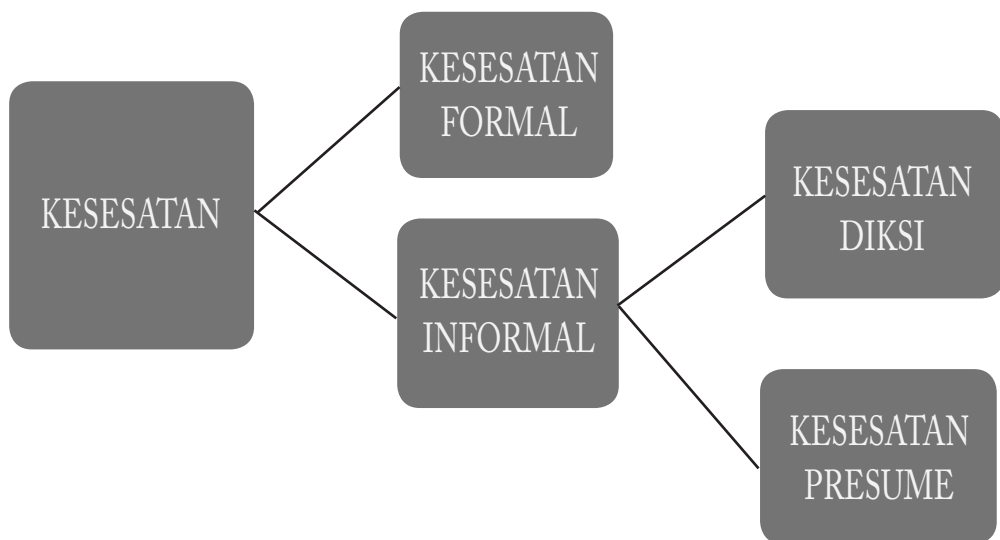 KESESATAN
KESESATAN
FORMAL
KESESATAN
INFORMAL
KESESATAN
DIKSI
KESESATAN
PRESUME